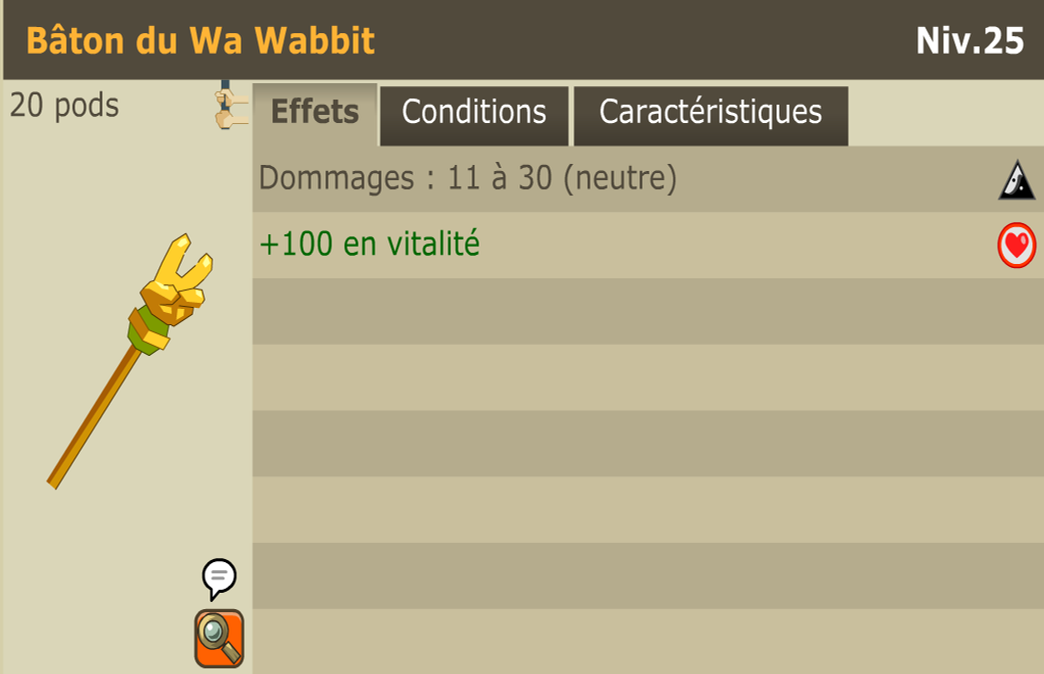 Bâton du Wa Wabbit Niv.25
20 pods Effets Conditions Caractéristiques
Dommages : 11 à 30 (neutre)
+100 en vitalité